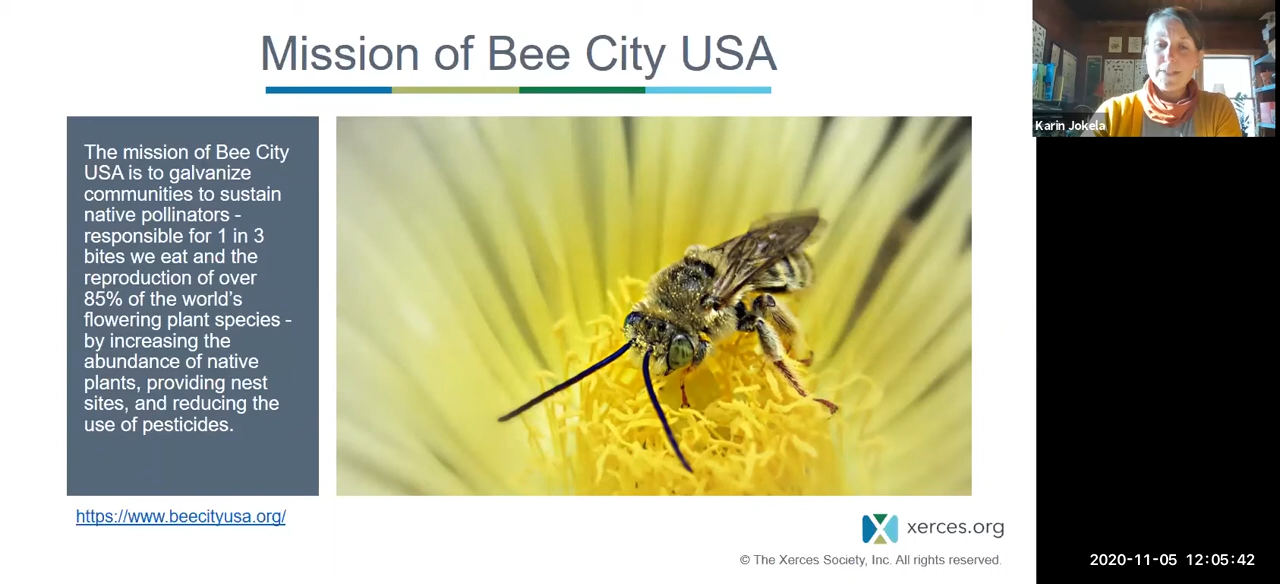 Mission of Bee City USA
The mission of Bee City
USA is to galvanize
communities to sustain
native pollinators -
responsible for 1 in 3
bites we eat and the
reproduction of over
85% of the world's
flowering plant species -
by increasing the
abundance of native
plants, providing nest
sites, and reducing the
use of pesticides.
https://www.beecityusa.org/
xerces.org
© The Xerces Society, Inc. All rights reserved.
Karin Jokela
2020-11-05 12:05:42